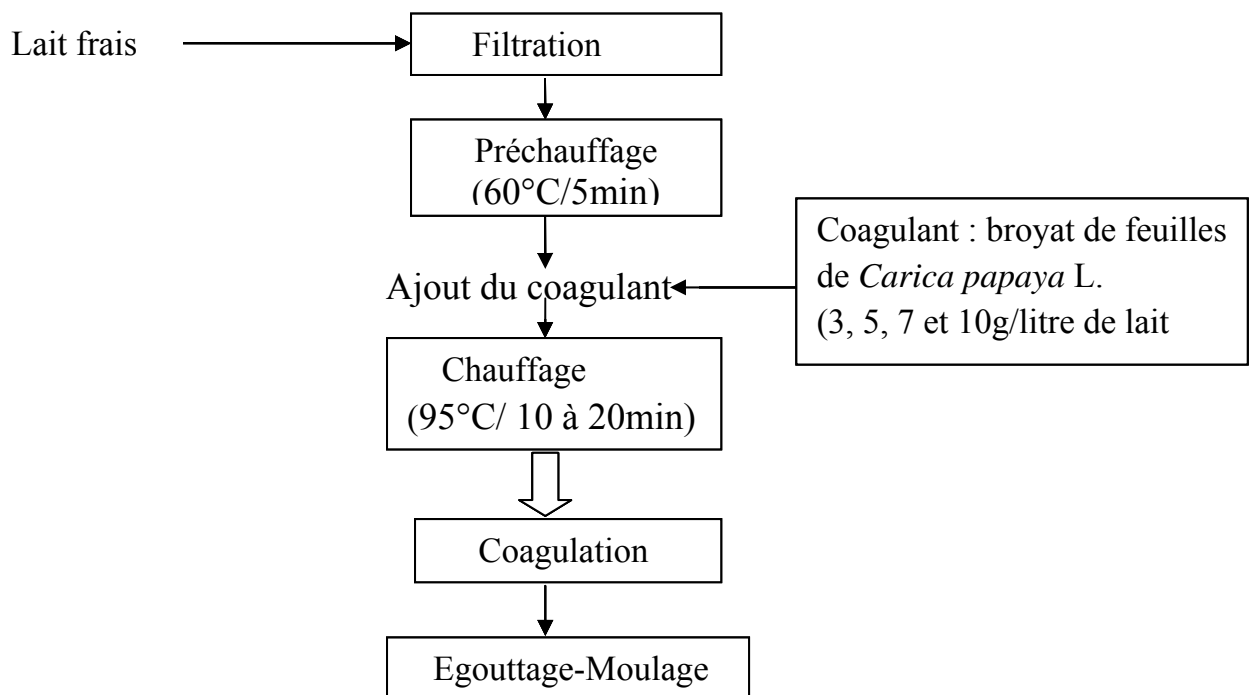 Lait frais
Filtration
Préchauffage
(60°C/5min)
Coagulant : broyat de feuilles
de Carica papaya L.
(3, 5, 7 et 10g/litre de lait
Ajout du coagulant
Chauffage
(95°C/ 10 à 20min)
Coagulation
Egouttage-Moulage